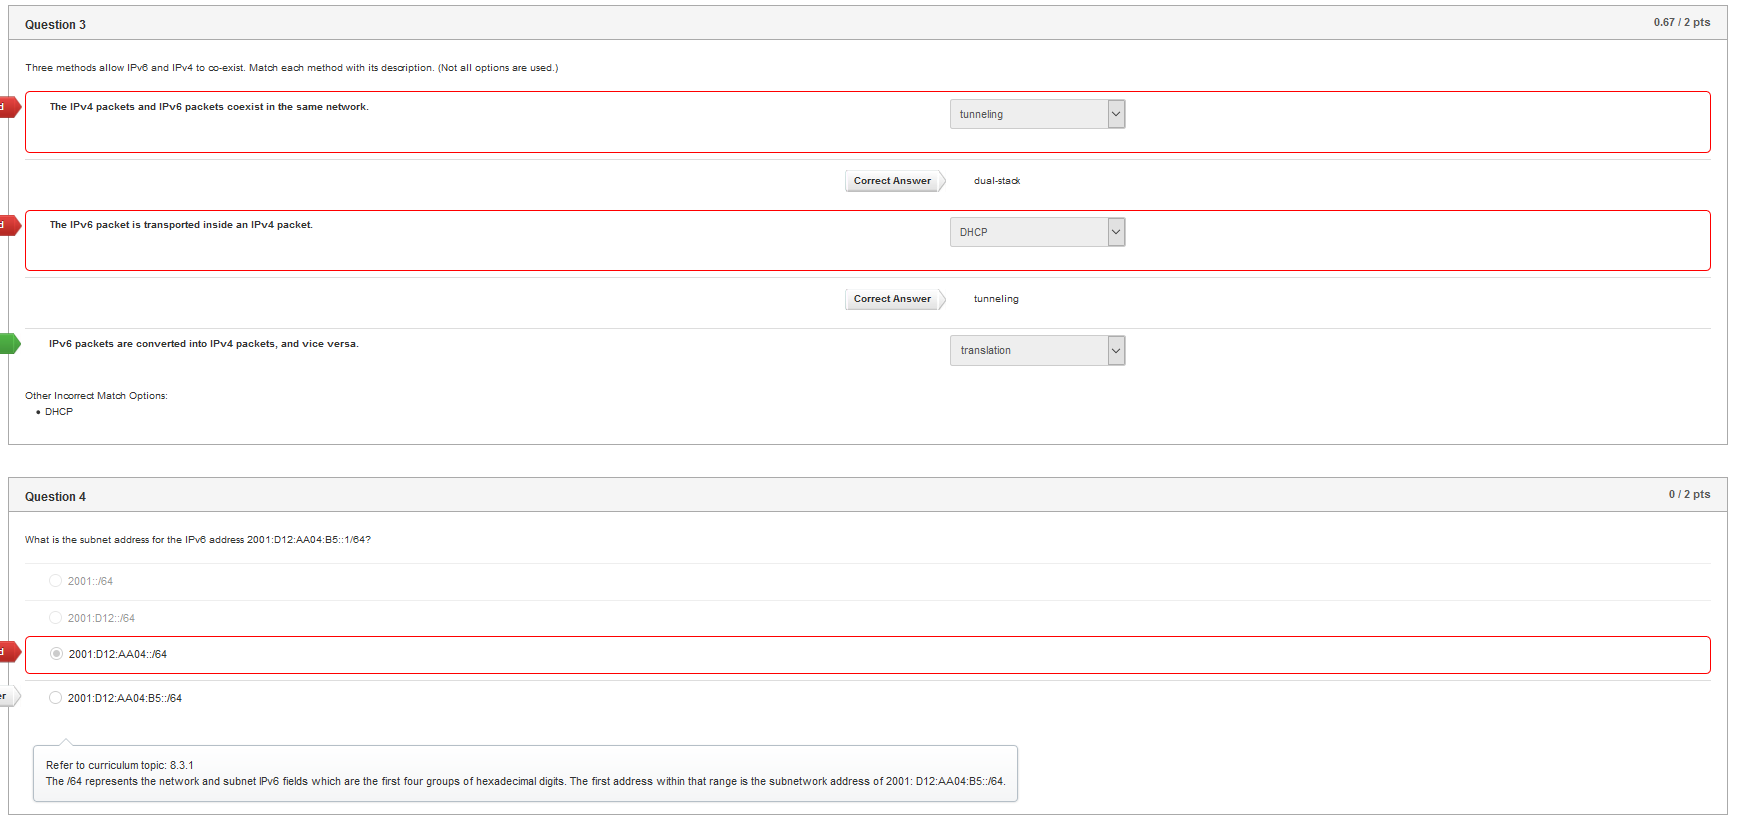 Question 3
0.67 / 2 pts
Three methods allow IPv6 and IPv4 to co-exist. Match each method with its description. (Not all options are used.)
d
The IPv4 packets and IPv6 packets coexist in the same network.
tunneling
Correct Answer
dual-stack
d
The IPv6 packet is transported inside an IPv4 packet.
DHCP
Correct Answer
tunneling
IPv6 packets are converted into IPv4 packets, and vice versa.
translation
Other Incorrect Match Options:
• DHCP
Question 4
0 / 2 pts
What is the subnet address for the IPv6 address 2001:D12:AA04:B5::1/64?
2001::/64
2001:D12::/64
d
2001:D12:AA04::/64
er
2001:D12:AA04:B5::/64
Refer to curriculum topic: 8.3.1
The /64 represents the network and subnet IPv6 fields which are the first four groups of hexadecimal digits. The first address within that range is the subnetwork address of 2001: D12:AA04:B5::/64.